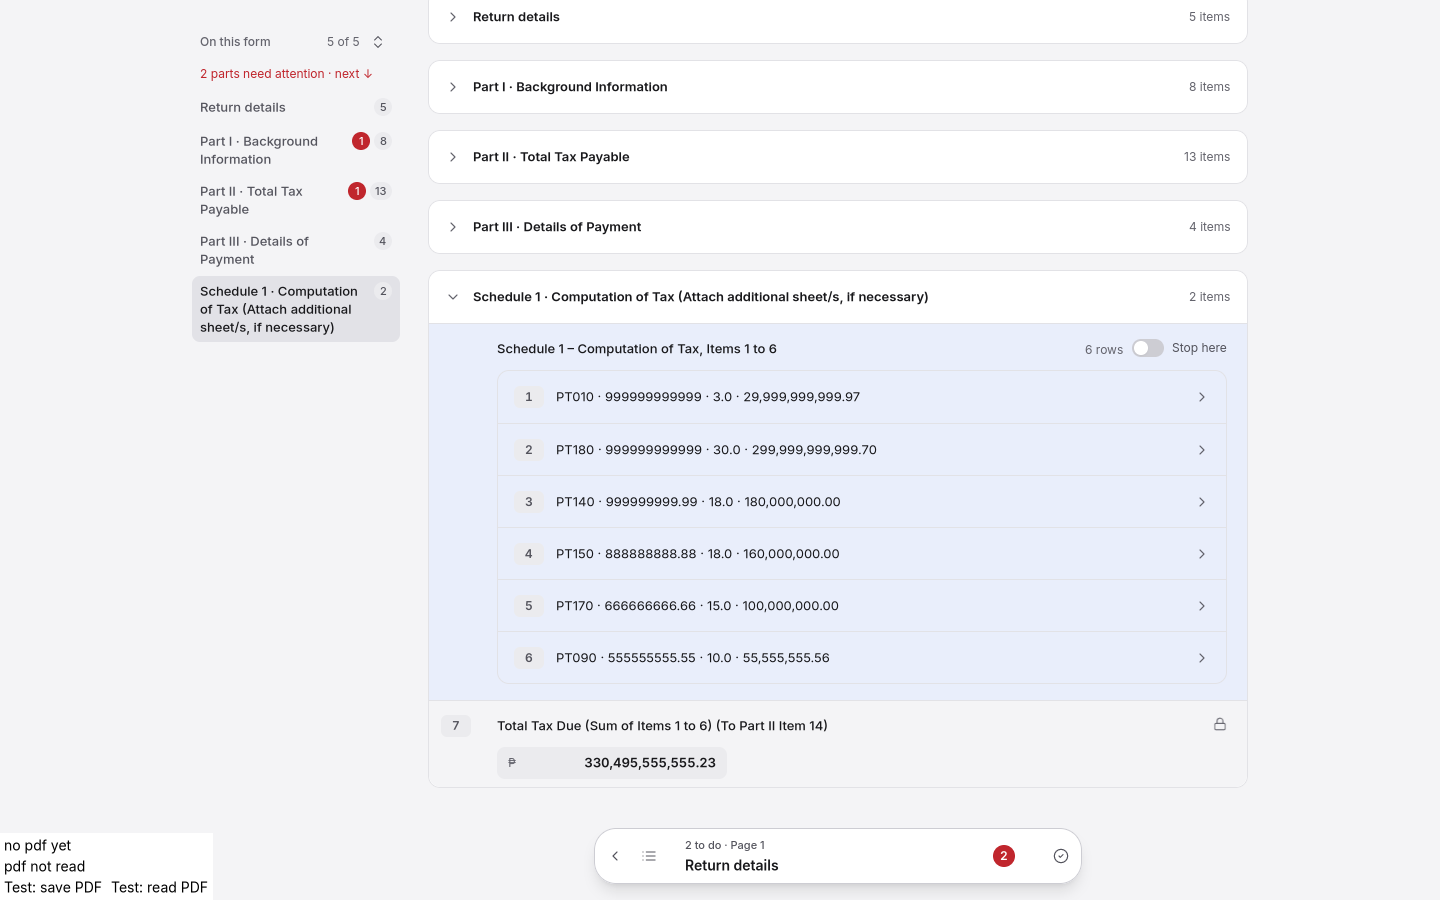 On this form 5 of 5
2 parts need attention · next ↓
Return details 5
Part I · Background Information 1 8
Part II · Total Tax Payable 1 13
Part III · Details of Payment 4
Schedule 1 · Computation of Tax (Attach additional sheet/s, if necessary) 2
Return details 5 items
Part I · Background Information 8 items
Part II · Total Tax Payable 13 items
Part III · Details of Payment 4 items
Schedule 1 · Computation of Tax (Attach additional sheet/s, if necessary) 2 items
Schedule 1 – Computation of Tax, Items 1 to 6 6 rows Stop here
1 PT010 · 999999999999 · 3.0 · 29,999,999,999.97
2 PT180 · 999999999999 · 30.0 · 299,999,999,999.70
3 PT140 · 999999999.99 · 18.0 · 180,000,000.00
4 PT150 · 888888888.88 · 18.0 · 160,000,000.00
5 PT170 · 666666666.66 · 15.0 · 100,000,000.00
6 PT090 · 555555555.55 · 10.0 · 55,555,555.56
7 Total Tax Due (Sum of Items 1 to 6) (To Part II Item 14)
₱ 330,495,555,555.23
2 to do · Page 1
Return details 2
no pdf yet
pdf not read
Test: save PDF Test: read PDF